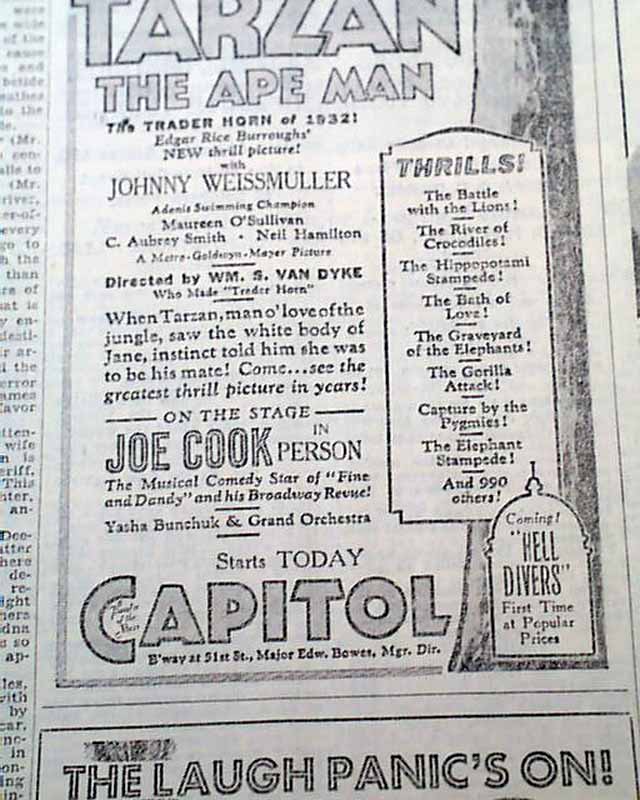 TARZAN
THE APE MAN
The TRADER HORN of 1932!
Edgar Rice Burroughs'
NEW thrill picture!
with
JOHNNY WEISSMULLER
Adonis Swimming Champion
Maureen O'Sullivan
C. Aubrey Smith · Neil Hamilton
A Metro-Goldwyn-Mayer Picture
Directed by WM. S. VAN DYKE
Who Made "Trader Horn"
When Tarzan, man o' love of the
jungle, saw the white body of
Jane, instinct told him she was
to be his mate! Come...see the
greatest thrill picture in years!
ON THE STAGE
JOE COOK IN PERSON
The Musical Comedy Star of "Fine
and Dandy" and his Broadway Revue!
Yasha Bunchuk & Grand Orchestra
Starts TODAY
CAPITOL
B'way at 51st St., Major Edw. Bowes, Mgr. Dir.
THRILLS!
The Battle
with the Lions!
The River of
Crocodiles!
The Hippopotami
Stampede!
The Bath of
Love!
The Graveyard
of the Elephants!
The Gorilla
Attack!
Capture by the
Pygmies!
The Elephant
Stampede!
And 990
others!
Coming!
"HELL
DIVERS"
First Time
at Popular
Prices
THE LAUGH PANIC'S ON!